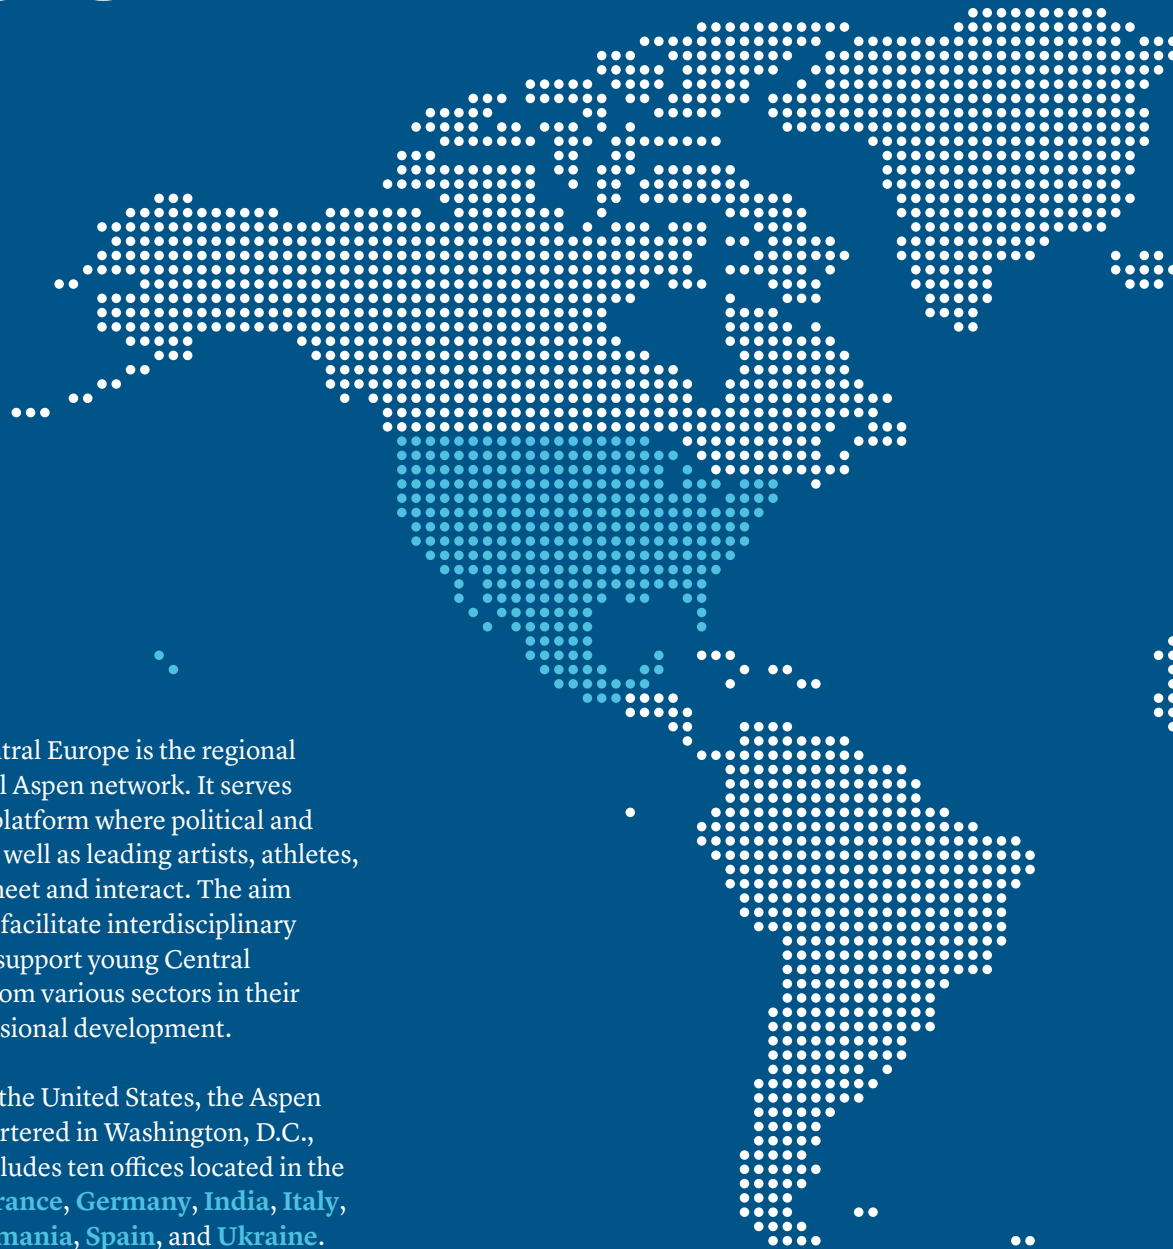 tral Europe is the regional
l Aspen network. It serves
platform where political and
well as leading artists, athletes,
meet and interact. The aim
facilitate interdisciplinary
support young Central
om various sectors in their
sional development.
the United States, the Aspen
rtered in Washington, D.C.,
ludes ten offices located in the
rance, Germany, India, Italy,
mania, Spain, and Ukraine.